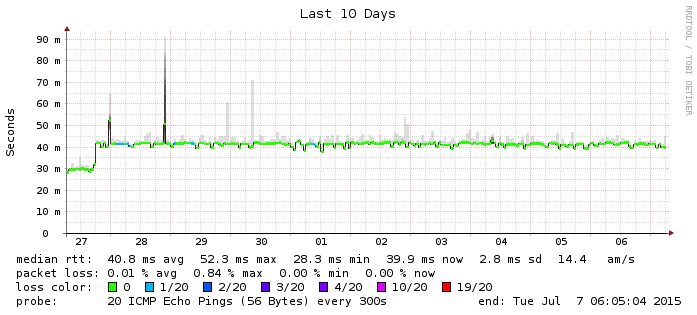 Last 10 Days
RRDTOOL / TOBI OETIKER
Seconds
90 m
80 m
70 m
60 m
50 m
40 m
30 m
20 m
10 m
0
27 28 29 30 01 02 03 04 05 06
median rtt: 40.8 ms avg 52.3 ms max 28.3 ms min 39.9 ms now 2.8 ms sd 14.4 am/s
packet loss: 0.01 % avg 0.84 % max 0.00 % min 0.00 % now
loss color: 0 1/20 2/20 3/20 4/20 10/20 19/20
probe: 20 ICMP Echo Pings (56 Bytes) every 300s end: Tue Jul 7 06:05:04 2015